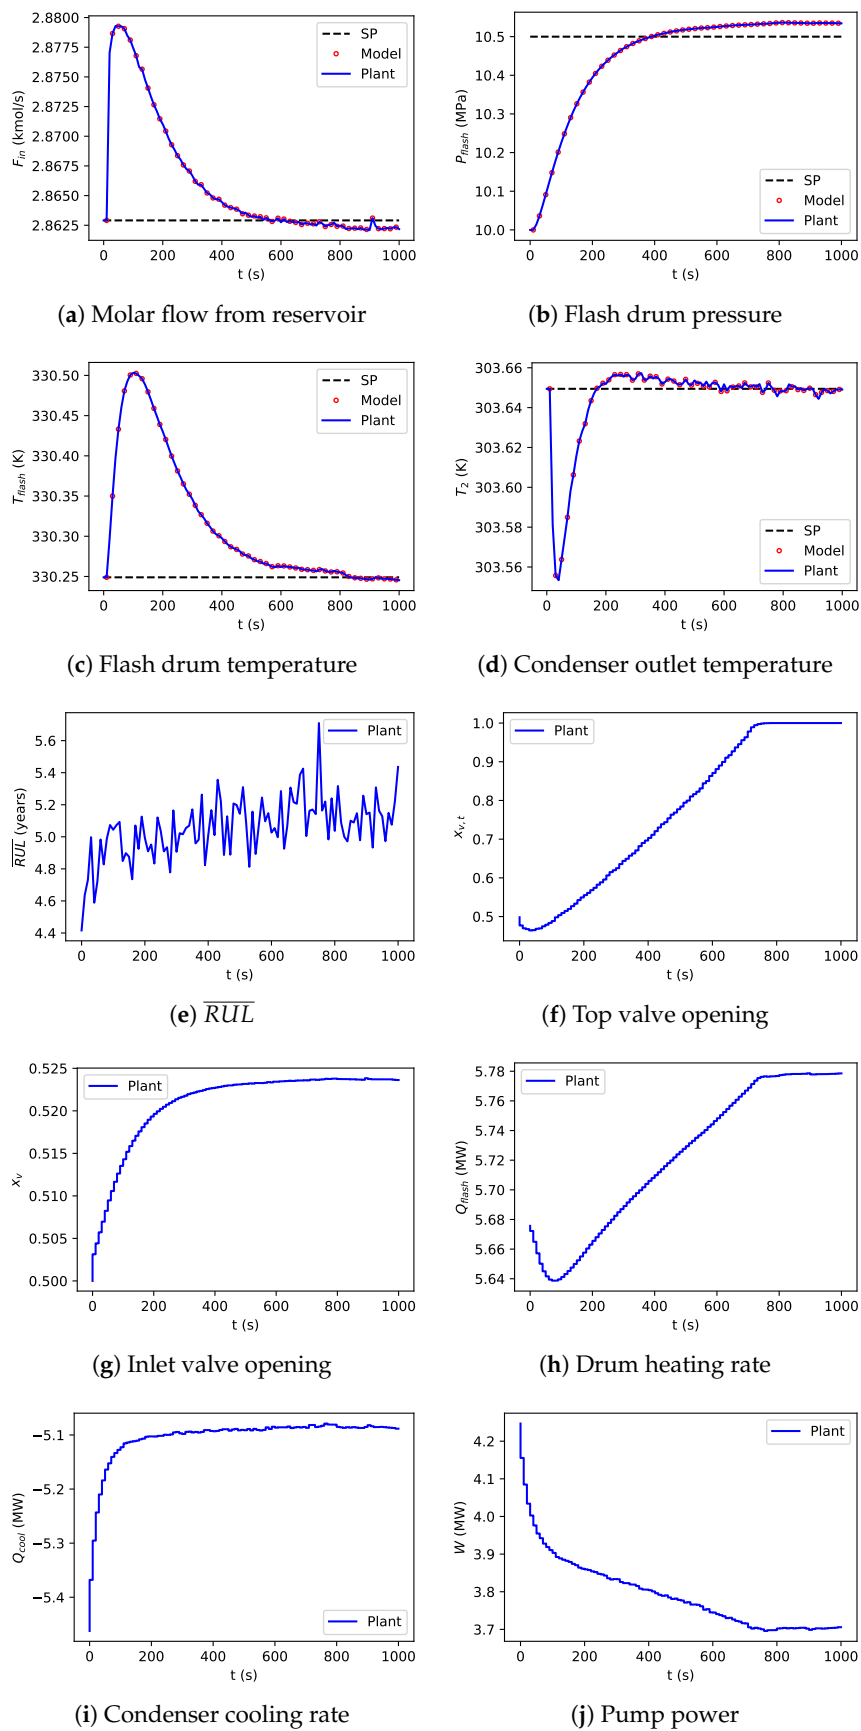 2.8800
2.8775
2.8750
2.8725
2.8700
2.8675
2.8650
2.8625
F_in (kmol/s)
SP
Model
Plant
0 200 400 600 800 1000
t (s)
(a) Molar flow from reservoir
10.5
10.4
10.3
10.2
10.1
10.0
P_flash (MPa)
SP
Model
Plant
0 200 400 600 800 1000
t (s)
(b) Flash drum pressure
330.50
330.45
330.40
330.35
330.30
330.25
T_flash (K)
SP
Model
Plant
0 200 400 600 800 1000
t (s)
(c) Flash drum temperature
303.66
303.64
303.62
303.60
303.58
303.56
T_2 (K)
SP
Model
Plant
0 200 400 600 800 1000
t (s)
(d) Condenser outlet temperature
5.6
5.4
5.2
5.0
4.8
4.6
4.4
R̅U̅L̅ (years)
Plant
0 200 400 600 800 1000
t (s)
(e) R̅U̅L̅
1.0
0.9
0.8
0.7
0.6
0.5
x_v,t
Plant
0 200 400 600 800 1000
t (s)
(f) Top valve opening
0.525
0.520
0.515
0.510
0.505
0.500
x_v
Plant
0 200 400 600 800 1000
t (s)
(g) Inlet valve opening
5.78
5.76
5.74
5.72
5.70
5.68
5.66
5.64
Q_flash (MW)
Plant
0 200 400 600 800 1000
t (s)
(h) Drum heating rate
−5.1
−5.2
−5.3
−5.4
Q_cool (MW)
Plant
0 200 400 600 800 1000
t (s)
(i) Condenser cooling rate
4.2
4.1
4.0
3.9
3.8
3.7
W (MW)
Plant
0 200 400 600 800 1000
t (s)
(j) Pump power